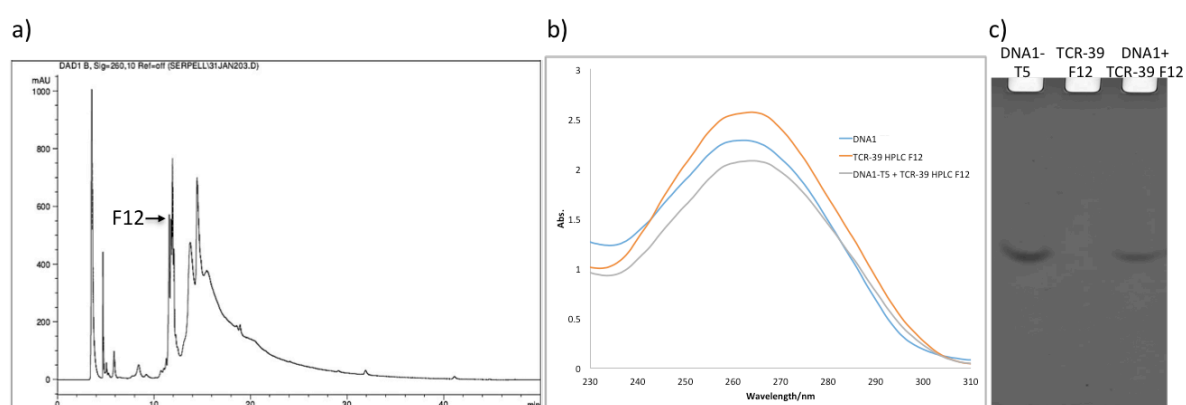 a)
DAD1 B, Sig=260,10 Ref=off (SERPELL\31JAN203.D)
mAU
1000
800
600
F12
400
200
0
0
10
20
30
40
min
b)
3
2.5
2
1.5
1
0.5
0
Abs.
230
240
250
260
270
280
290
300
310
Wavelength/nm
DNA1
TCR-39 HPLC F12
DNA1-T5 + TCR-39 HPLC F12
c)
DNA1- TCR-39 DNA1+
T5 F12 TCR-39 F12